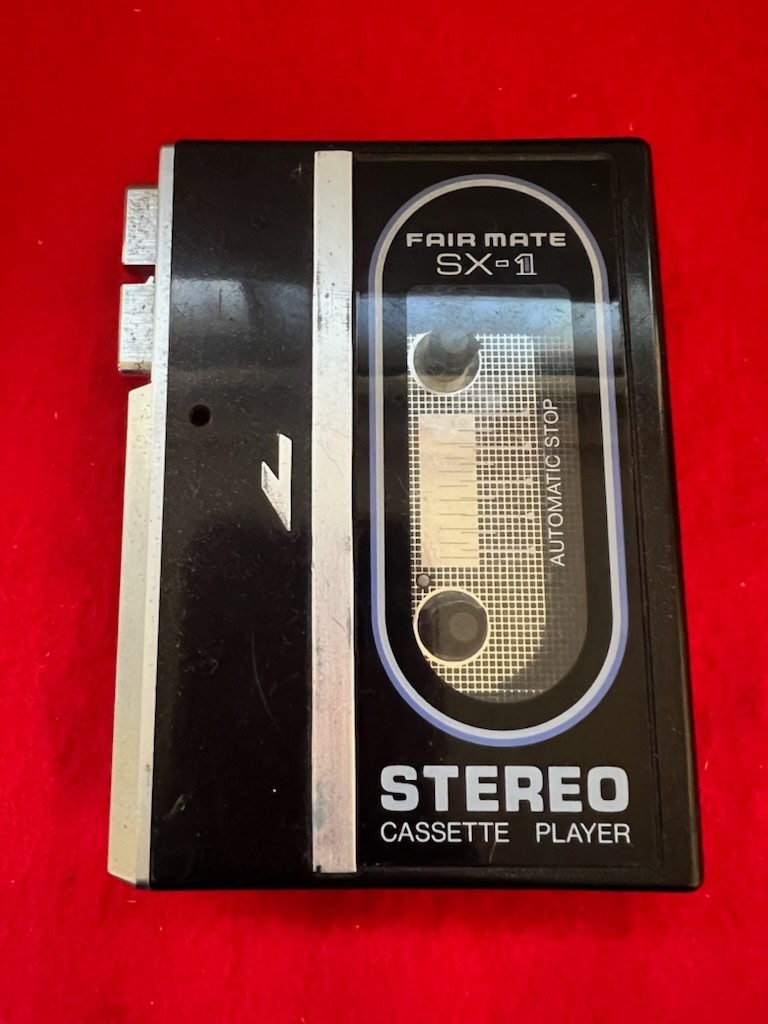 FAIR MATE
SX-1
AUTOMATIC STOP
STEREO
CASSETTE PLAYER